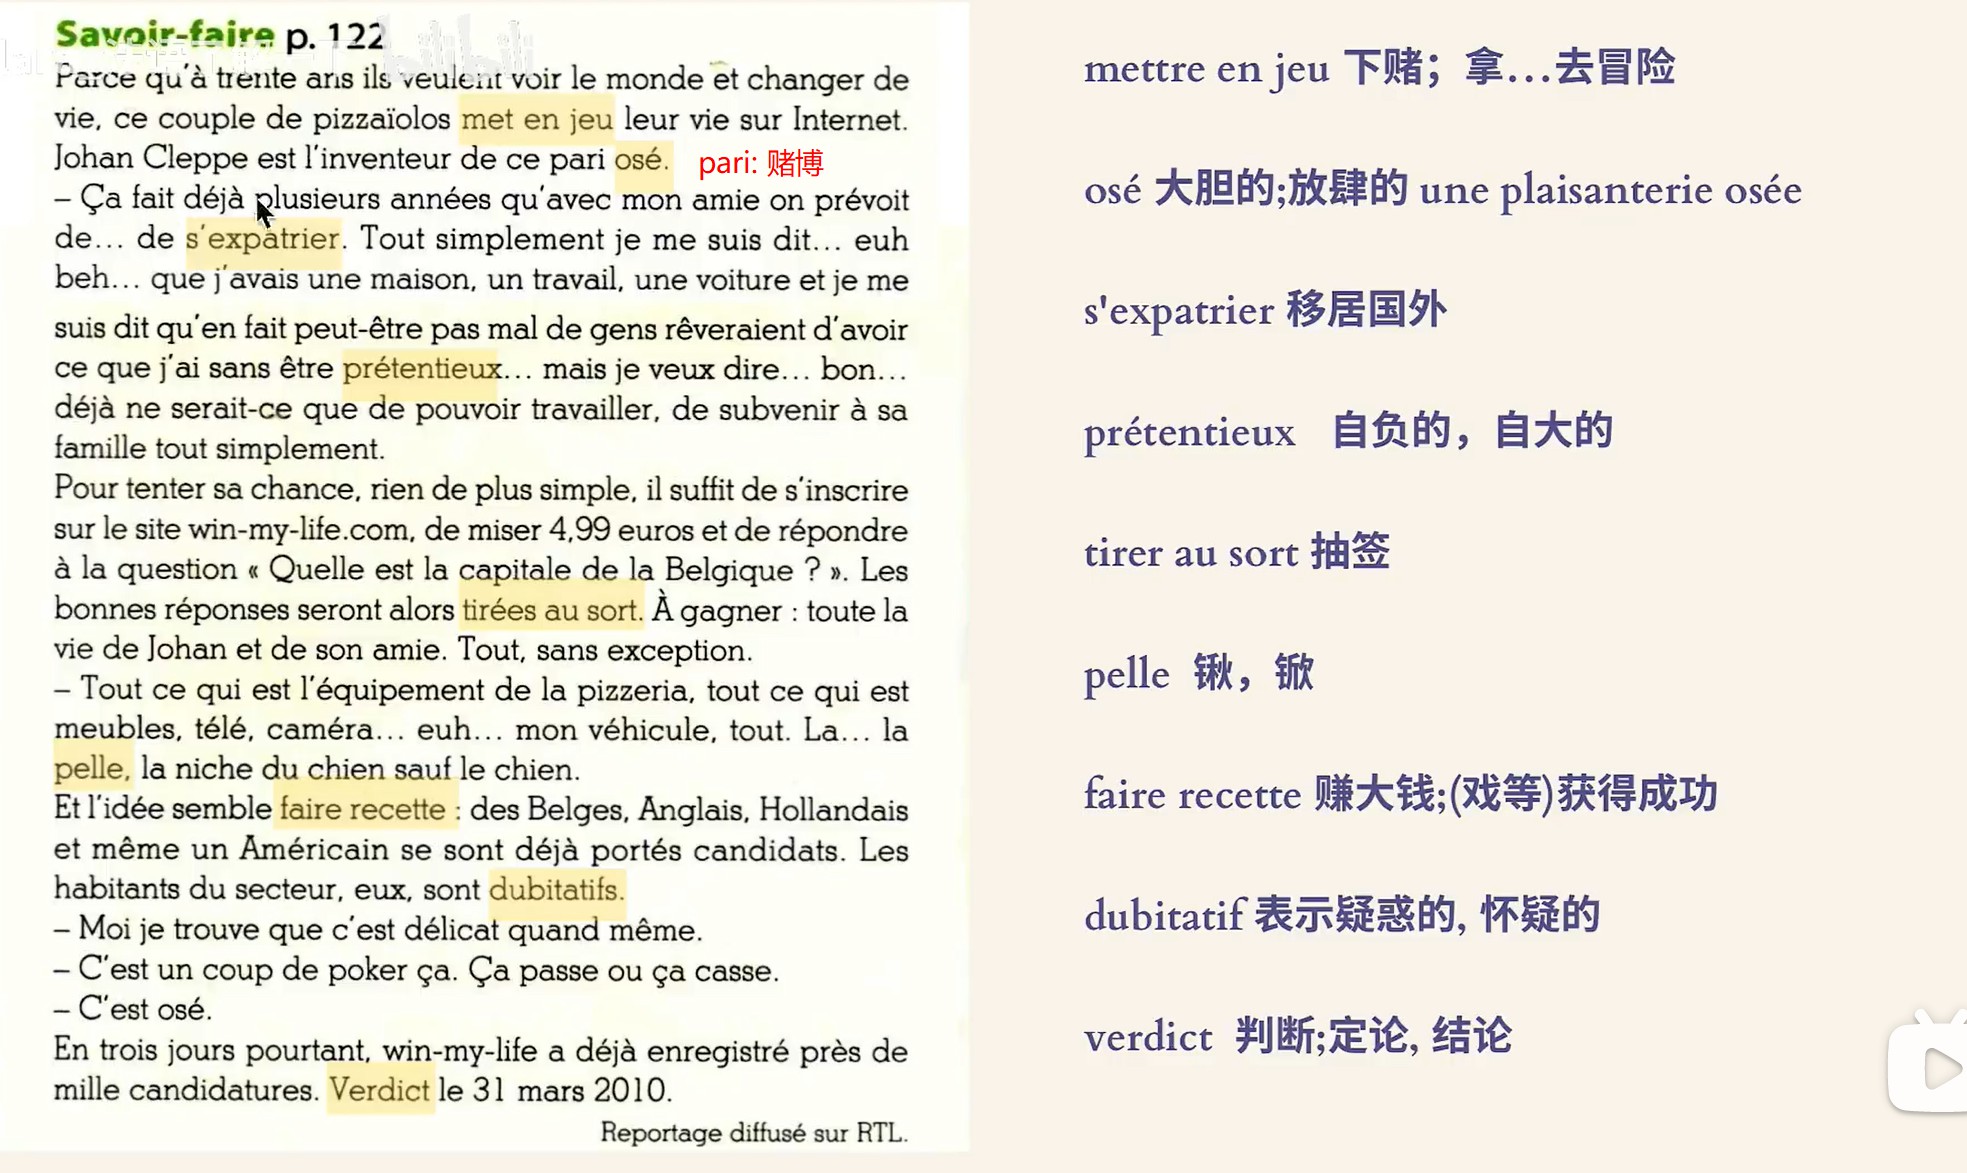 Savoir-faire p. 122
Parce qu'à trente ans ils veulent voir le monde et changer de
vie, ce couple de pizzaïolos met en jeu leur vie sur Internet.
Johan Cleppe est l'inventeur de ce pari osé. pari: 赌博
– Ça fait déjà plusieurs années qu'avec mon amie on prévoit
de… de s'expatrier. Tout simplement je me suis dit… euh
beh… que j'avais une maison, un travail, une voiture et je me
suis dit qu'en fait peut-être pas mal de gens rêveraient d'avoir
ce que j'ai sans être prétentieux… mais je veux dire… bon…
déjà ne serait-ce que de pouvoir travailler, de subvenir à sa
famille tout simplement.
Pour tenter sa chance, rien de plus simple, il suffit de s'inscrire
sur le site win-my-life.com, de miser 4,99 euros et de répondre
à la question « Quelle est la capitale de la Belgique ? ». Les
bonnes réponses seront alors tirées au sort. À gagner : toute la
vie de Johan et de son amie. Tout, sans exception.
– Tout ce qui est l'équipement de la pizzeria, tout ce qui est
meubles, télé, caméra… euh… mon véhicule, tout. La… la
pelle, la niche du chien sauf le chien.
Et l'idée semble faire recette : des Belges, Anglais, Hollandais
et même un Américain se sont déjà portés candidats. Les
habitants du secteur, eux, sont dubitatifs.
– Moi je trouve que c'est délicat quand même.
– C'est un coup de poker ça. Ça passe ou ça casse.
– C'est osé.
En trois jours pourtant, win-my-life a déjà enregistré près de
mille candidatures. Verdict le 31 mars 2010.
Reportage diffusé sur RTL.
mettre en jeu 下赌；拿…去冒险
osé 大胆的;放肆的 une plaisanterie osée
s'expatrier 移居国外
prétentieux 自负的，自大的
tirer au sort 抽签
pelle 锹，锨
faire recette 赚大钱;(戏等)获得成功
dubitatif 表示疑惑的, 怀疑的
verdict 判断;定论, 结论